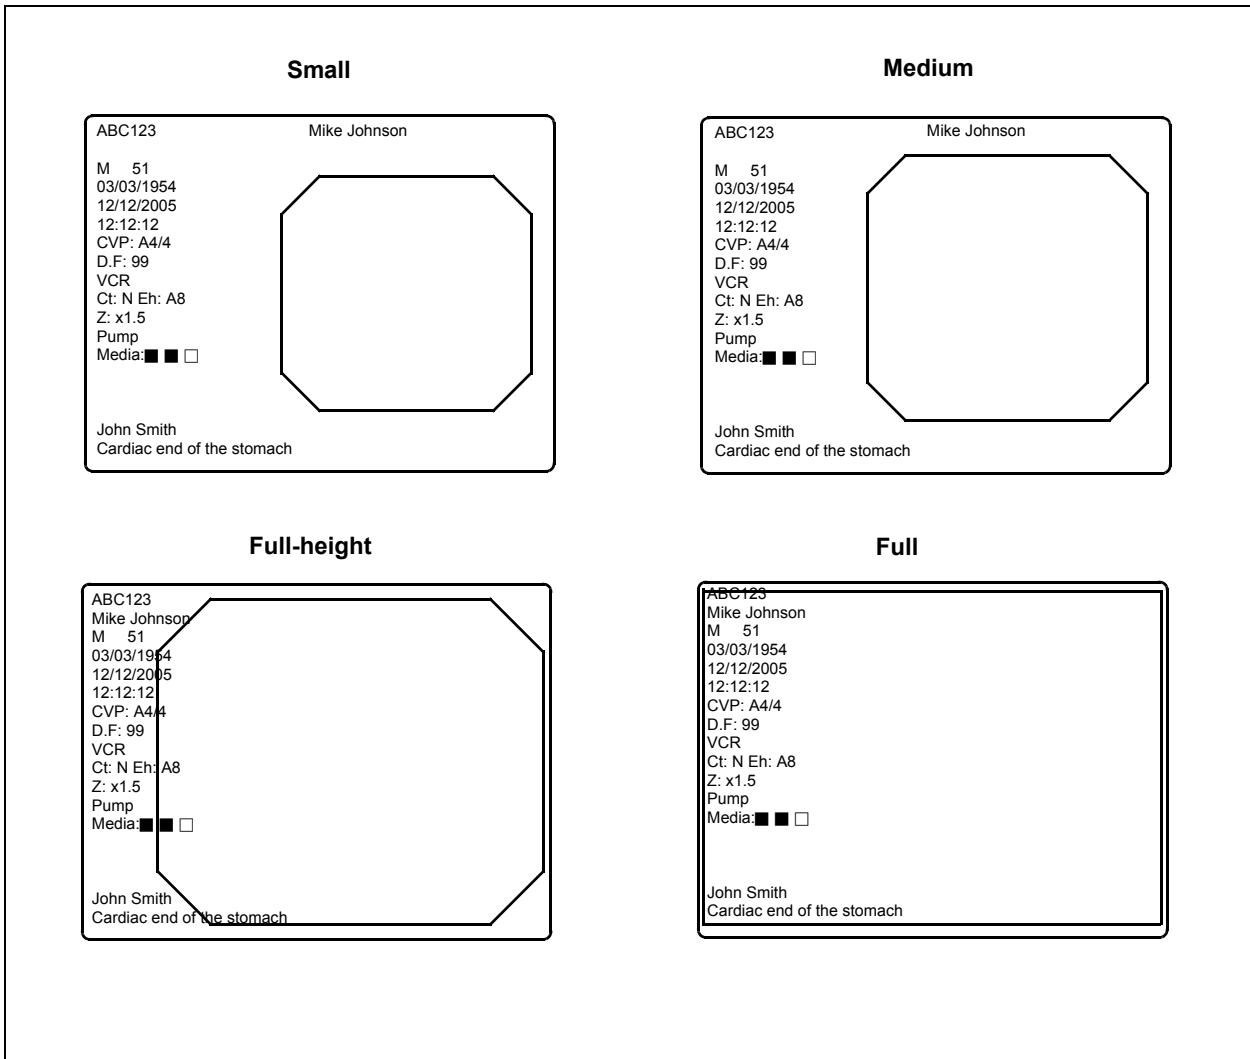 Small
ABC123 Mike Johnson
M 51
03/03/1954
12/12/2005
12:12:12
CVP: A4/4
D.F: 99
VCR
Ct: N Eh: A8
Z: x1.5
Pump
Media:■ ■ □
John Smith
Cardiac end of the stomach
Medium
ABC123 Mike Johnson
M 51
03/03/1954
12/12/2005
12:12:12
CVP: A4/4
D.F: 99
VCR
Ct: N Eh: A8
Z: x1.5
Pump
Media:■ ■ □
John Smith
Cardiac end of the stomach
Full-height
ABC123
Mike Johnson
M 51
03/03/1954
12/12/2005
12:12:12
CVP: A4/4
D.F: 99
VCR
Ct: N Eh: A8
Z: x1.5
Pump
Media:■ ■ □
John Smith
Cardiac end of the stomach
Full
ABC123
Mike Johnson
M 51
03/03/1954
12/12/2005
12:12:12
CVP: A4/4
D.F: 99
VCR
Ct: N Eh: A8
Z: x1.5
Pump
Media:■ ■ □
John Smith
Cardiac end of the stomach